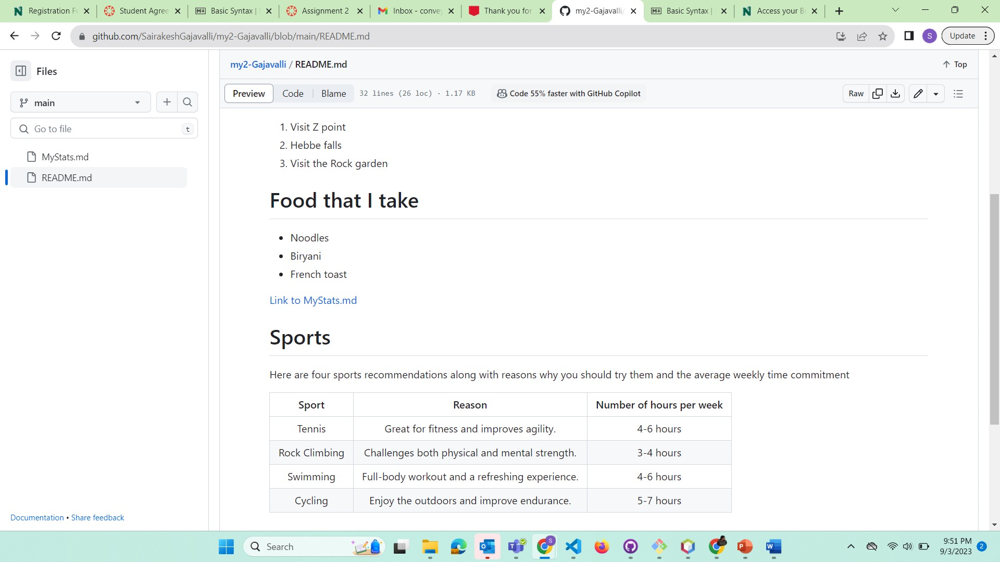 Registration Fe
Student Agree
Basic Syntax |
Assignment 2
Inbox - convey
Thank you for
my2-Gajavalli/
Basic Syntax |
Access your B
github.com/SairakeshGajavalli/my2-Gajavalli/blob/main/README.md
S
Update
Files
main
Go to file
t
MyStats.md
README.md
Documentation • Share feedback
my2-Gajavalli / README.md
Top
Preview
Code
Blame
32 lines (26 loc) · 1.17 KB
Code 55% faster with GitHub Copilot
Raw
1. Visit Z point
2. Hebbe falls
3. Visit the Rock garden
Food that I take
• Noodles
• Biryani
• French toast
Link to MyStats.md
Sports
Here are four sports recommendations along with reasons why you should try them and the average weekly time commitment
Sport Reason Number of hours per week
Tennis Great for fitness and improves agility. 4-6 hours
Rock Climbing Challenges both physical and mental strength. 3-4 hours
Swimming Full-body workout and a refreshing experience. 4-6 hours
Cycling Enjoy the outdoors and improve endurance. 5-7 hours
Search
9:51 PM
9/3/2023
2